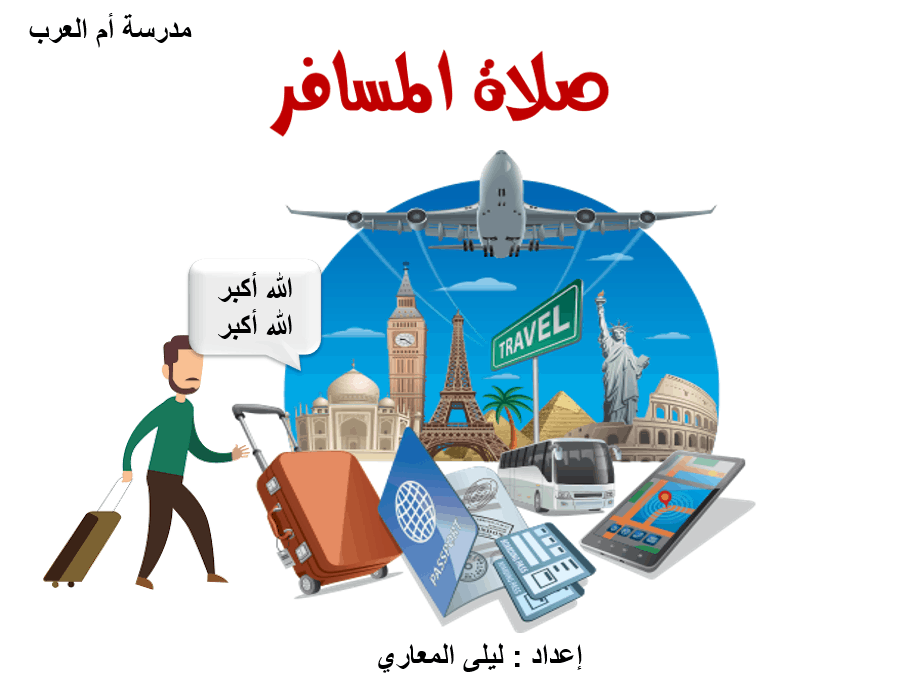 مدرسة أم العرب
صلاة المسافر
الله أكبر
الله أكبر
TRAVEL
PASSPORT
إعداد : ليلى المعاري